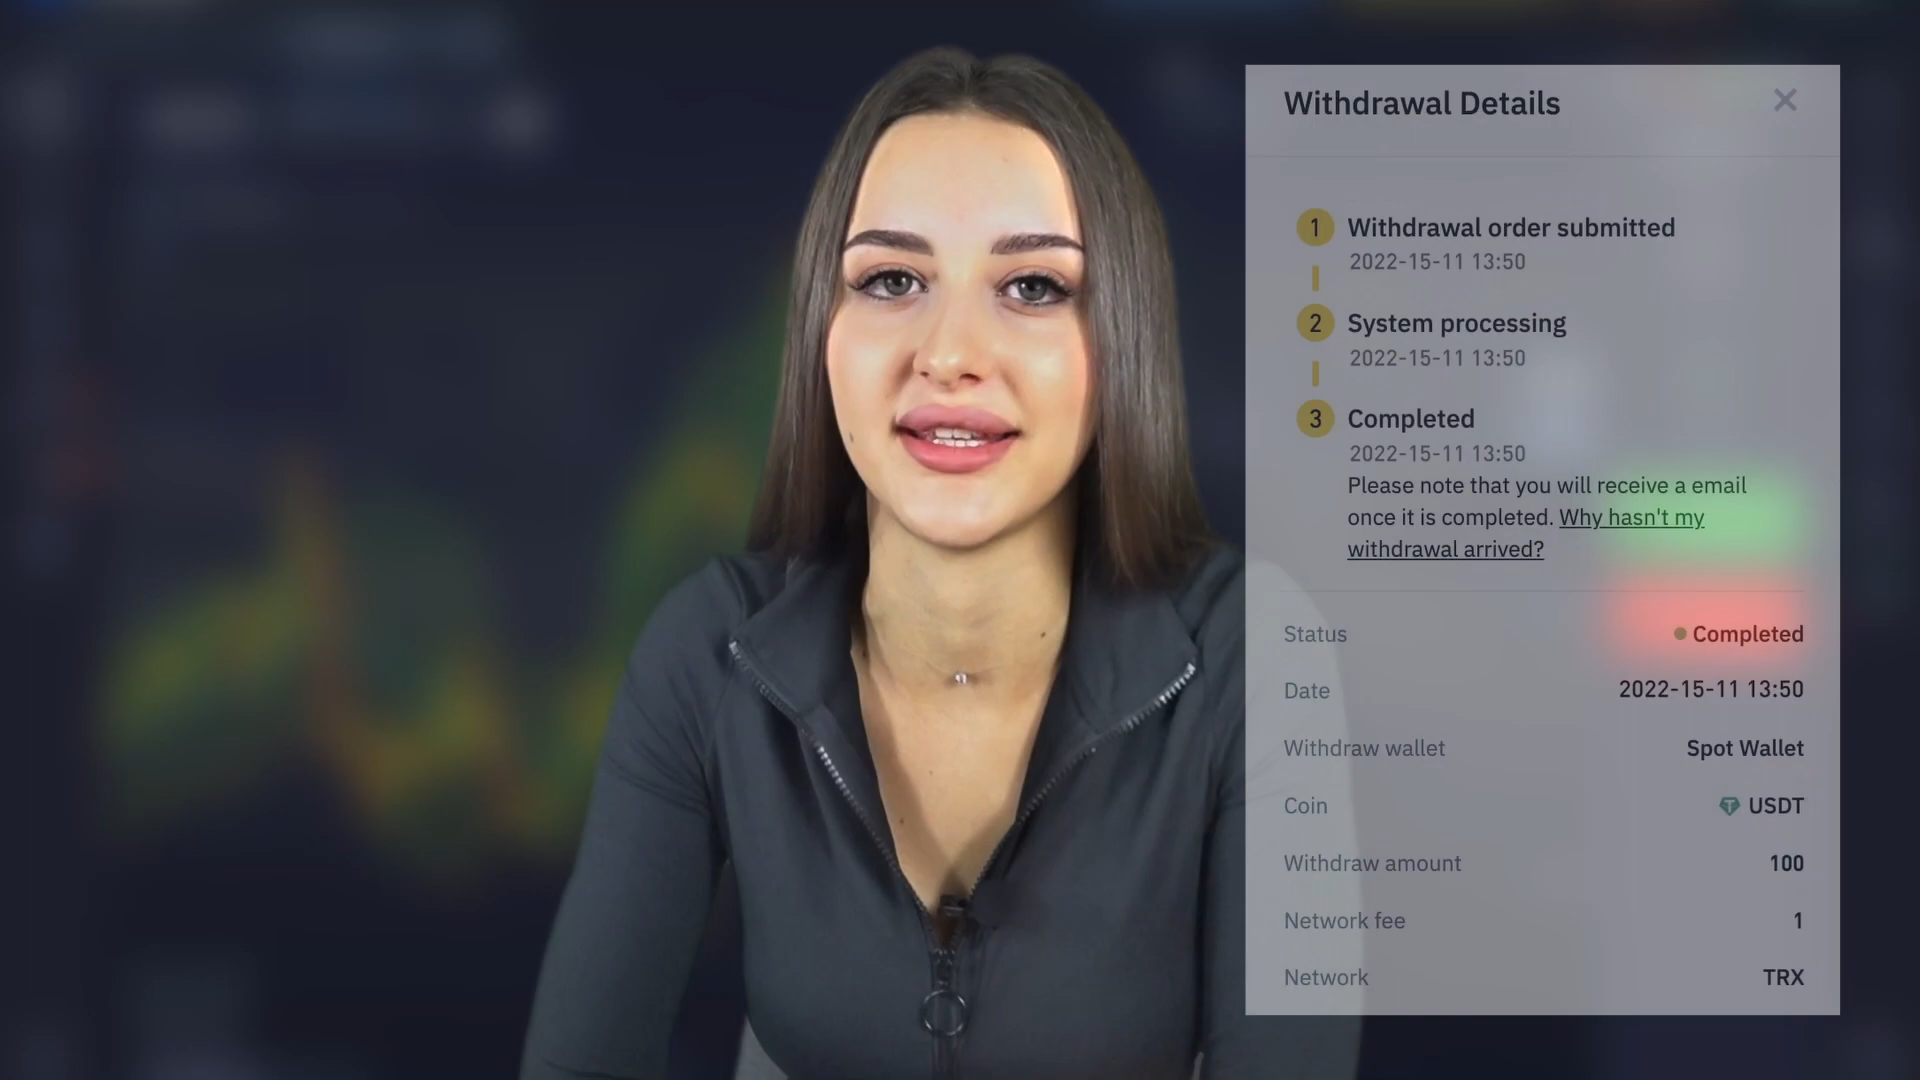 Withdrawal Details
1 Withdrawal order submitted
2022-15-11 13:50
2 System processing
2022-15-11 13:50
3 Completed
2022-15-11 13:50
Please note that you will receive a email
once it is completed. Why hasn't my
withdrawal arrived?
Status Completed
Date 2022-15-11 13:50
Withdraw wallet Spot Wallet
Coin USDT
Withdraw amount 100
Network fee 1
Network TRX